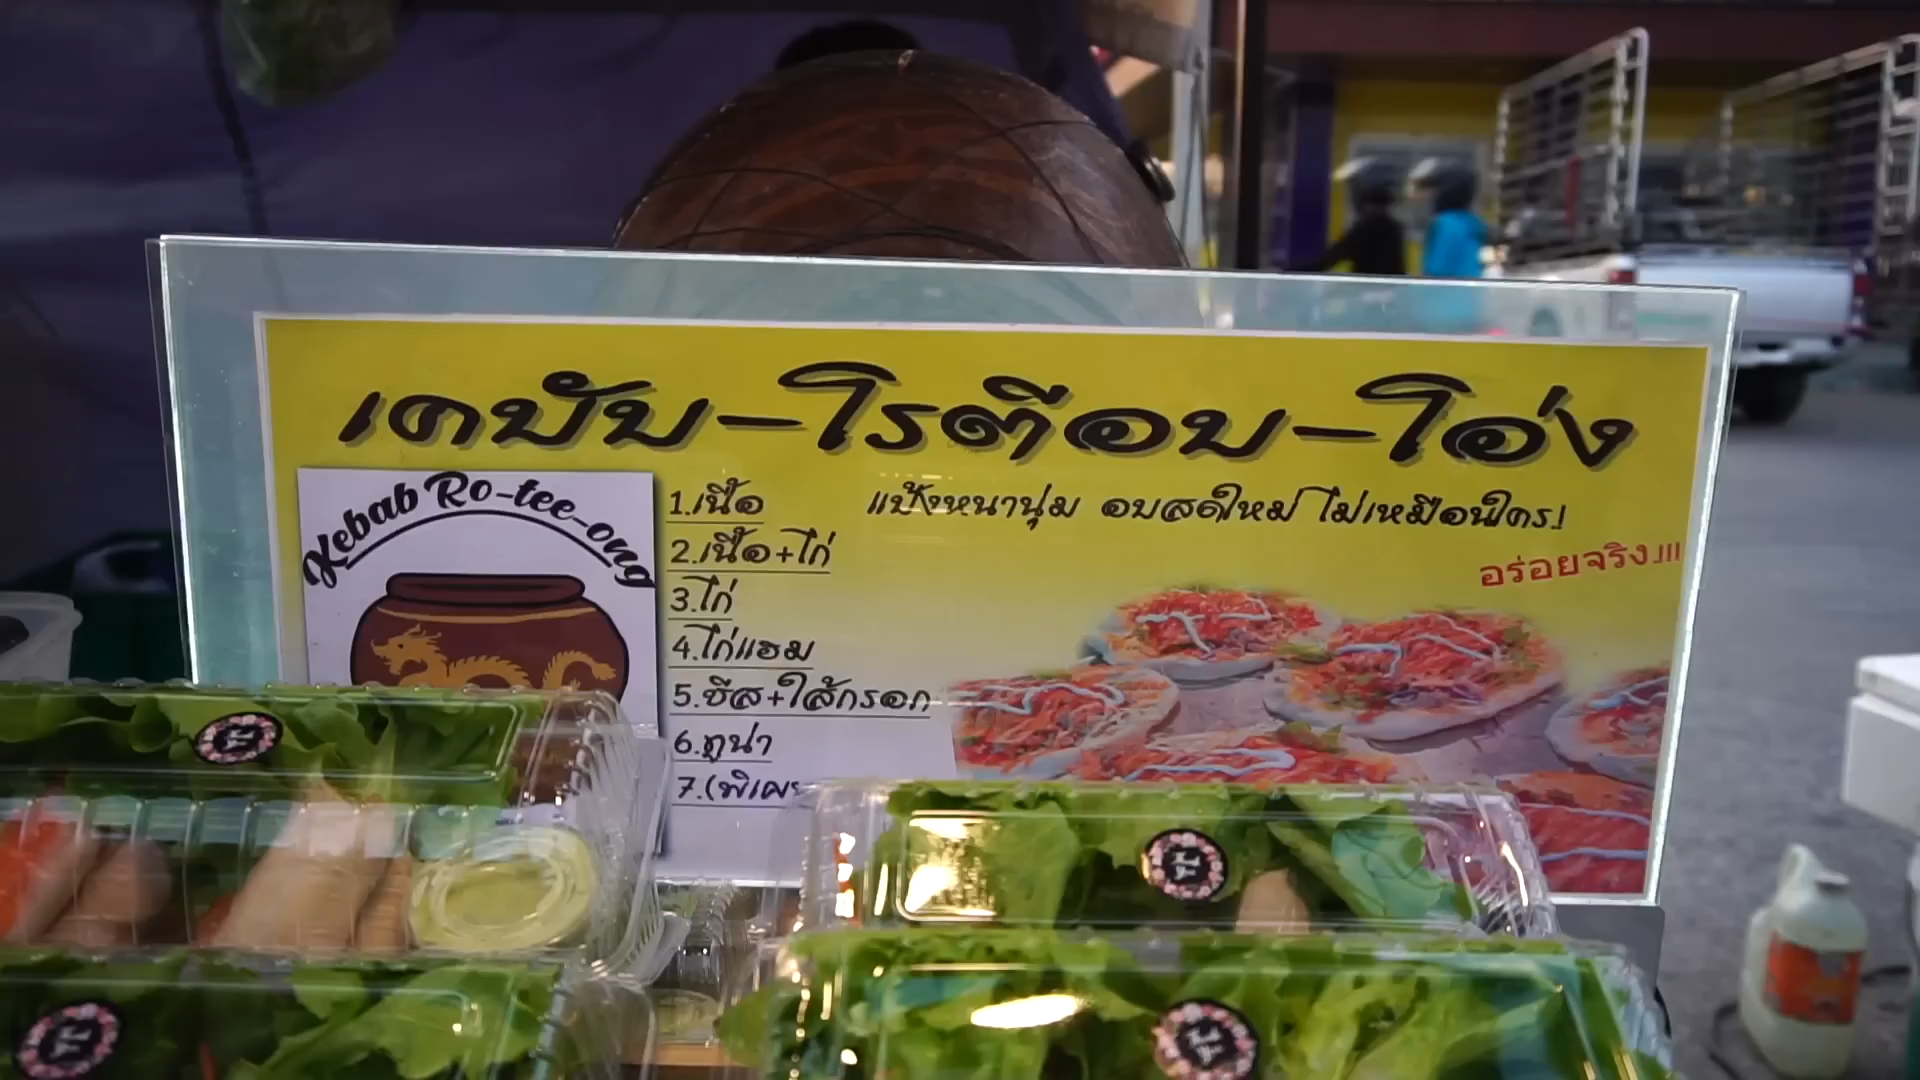 เคบับ-โรตีอบ-โอ่ง
Kebab Ro-tee-ong
แป้งหนานุ่ม อบสดใหม่ ไม่เหมือนใคร!
อร่อยจริง!!!
1.เนื้อ
2.เนื้อ+ไก่
3.ไก่
4.ไก่แฮม
5.ชีส+ไส้กรอก
6.ทูน่า